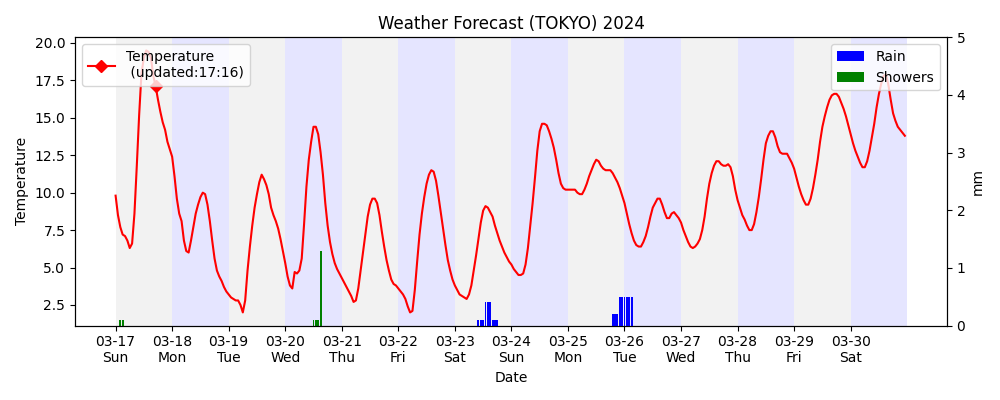 Weather Forecast (TOKYO) 2024
Temperature
(updated:17:16)
Rain
Showers
20.0
17.5
15.0
12.5
10.0
7.5
5.0
2.5
Temperature
5
4
3
2
1
0
mm
03-17 03-18 03-19 03-20 03-21 03-22 03-23 03-24 03-25 03-26 03-27 03-28 03-29 03-30
Sun Mon Tue Wed Thu Fri Sat Sun Mon Tue Wed Thu Fri Sat
Date